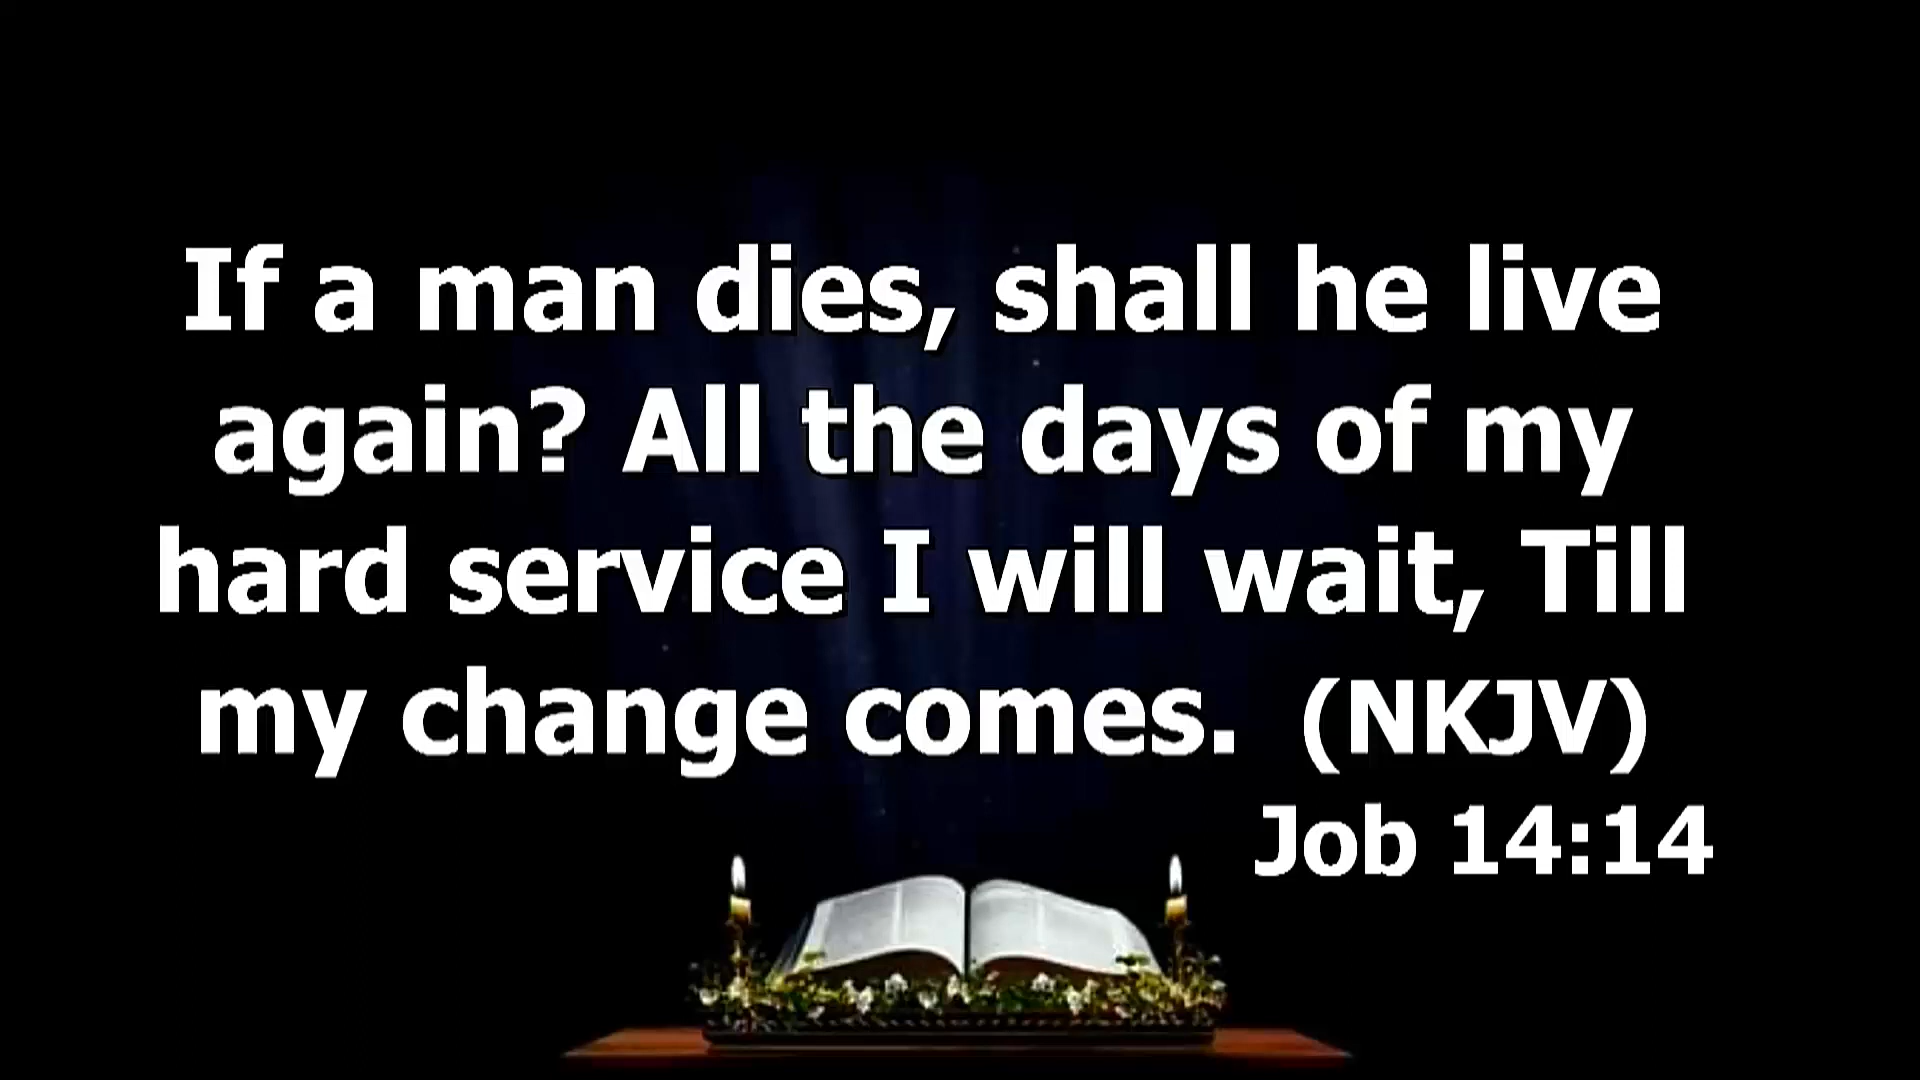 If a man dies, shall he live
again? All the days of my
hard service I will wait, Till
my change comes. (NKJV)
Job 14:14